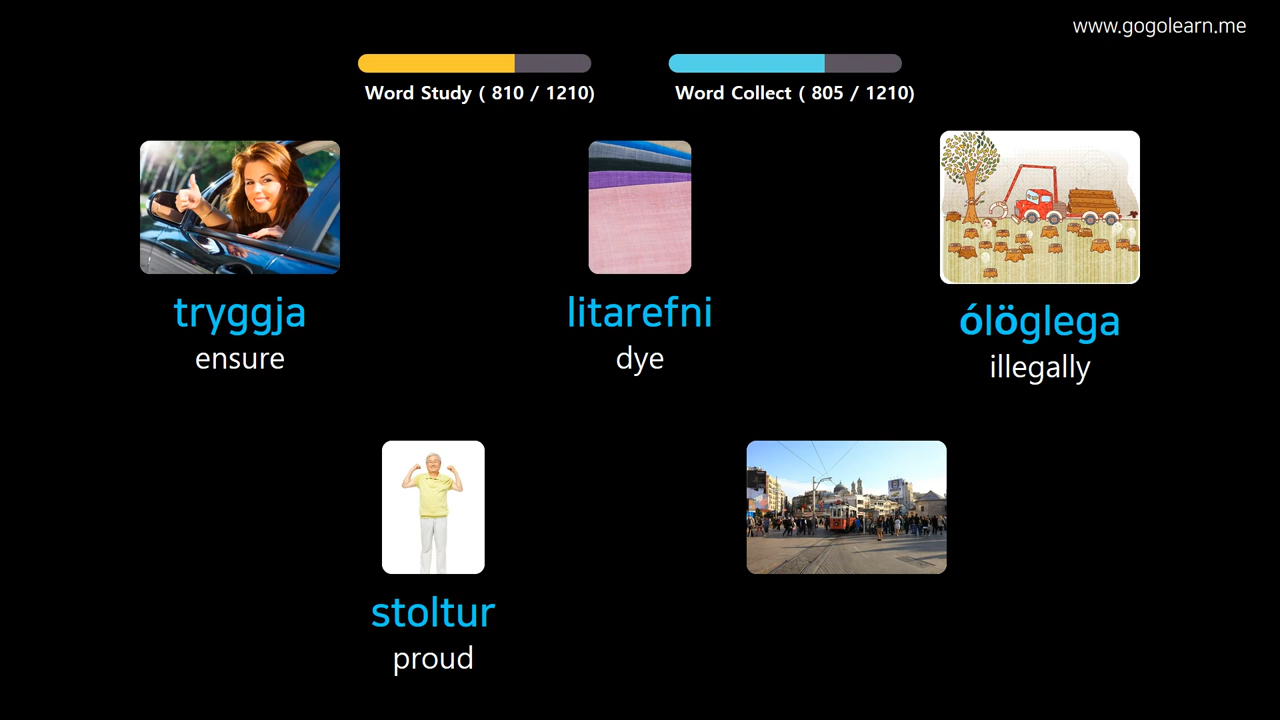 www.gogolearn.me
Word Study ( 810 / 1210)
Word Collect ( 805 / 1210)
tryggja
ensure
litarefni
dye
ólöglega
illegally
stoltur
proud